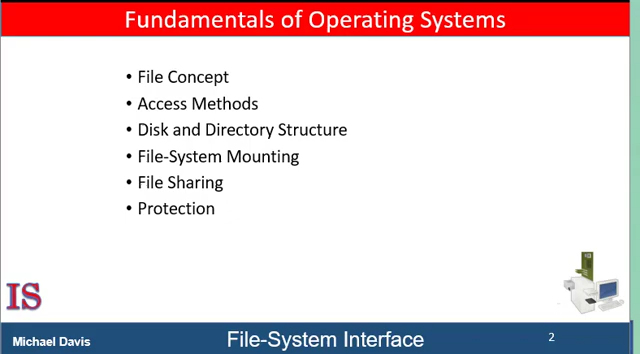 Fundamentals of Operating Systems
• File Concept
• Access Methods
• Disk and Directory Structure
• File-System Mounting
• File Sharing
• Protection
IS
Michael Davis
File-System Interface
2